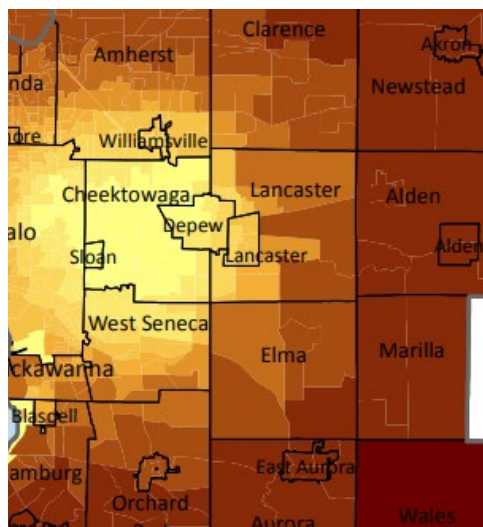 Clarence
Amherst
Akron
nda
Newstead
more
Williamsville
Cheektowaga
Lancaster
Alden
Depew
alo
Sloan
Lancaster
Alden
West Seneca
Elma
Marilla
ckawanna
Blasdell
amburg
East Aurora
Orchard
Aurora
Wales